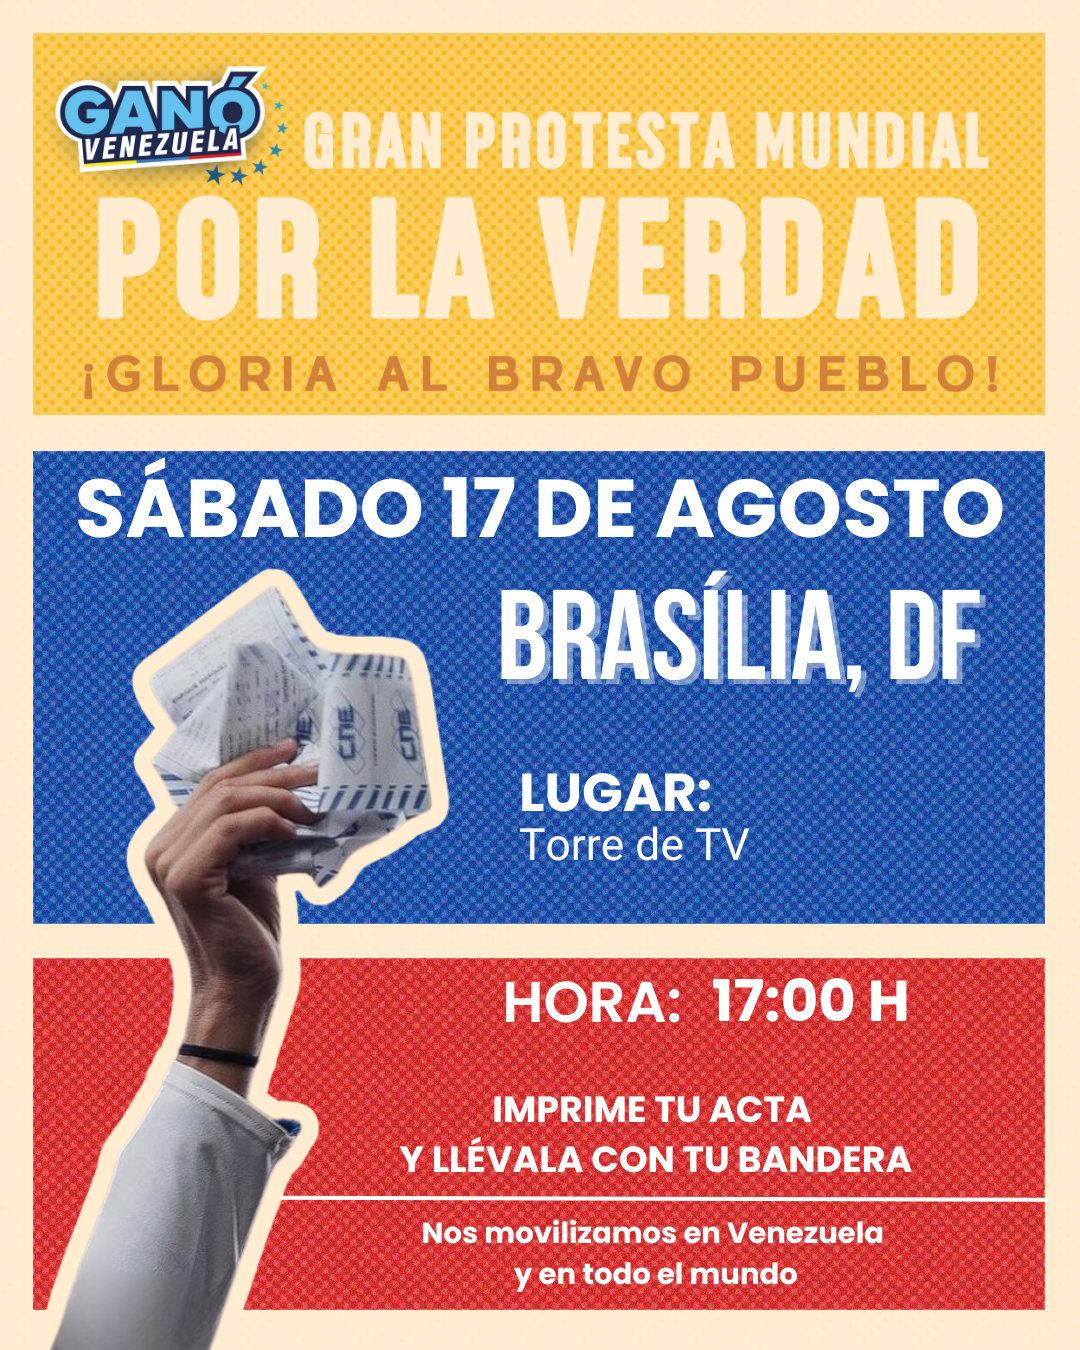 GANÓ
VENEZUELA
GRAN PROTESTA MUNDIAL
POR LA VERDAD
¡GLORIA AL BRAVO PUEBLO!
SÁBADO 17 DE AGOSTO
BRASÍLIA, DF
CNE
CNE
LUGAR:
Torre de TV
HORA: 17:00 H
IMPRIME TU ACTA
Y LLÉVALA CON TU BANDERA
Nos movilizamos en Venezuela
y en todo el mundo